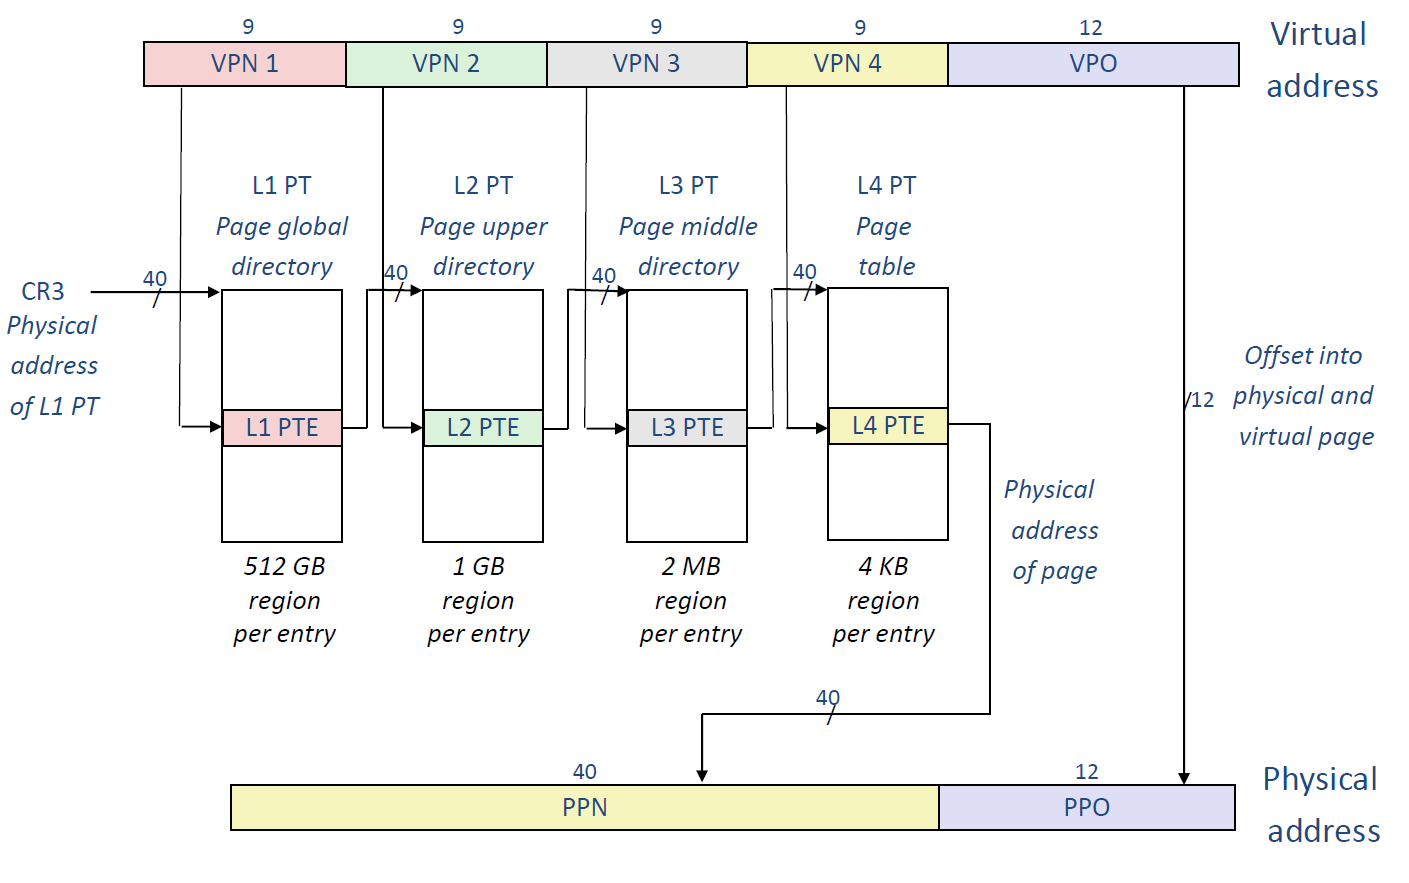 9 9 9 9 12
VPN 1 VPN 2 VPN 3 VPN 4 VPO
Virtual
address
L1 PT
Page global
directory
L2 PT
Page upper
directory
L3 PT
Page middle
directory
L4 PT
Page
table
40 40 40 40
CR3
Physical
address
of L1 PT
L1 PTE L2 PTE L3 PTE L4 PTE
/12
Offset into
physical and
virtual page
512 GB
region
per entry
1 GB
region
per entry
2 MB
region
per entry
4 KB
region
per entry
Physical
address
of page
40
40 12
PPN PPO
Physical
address